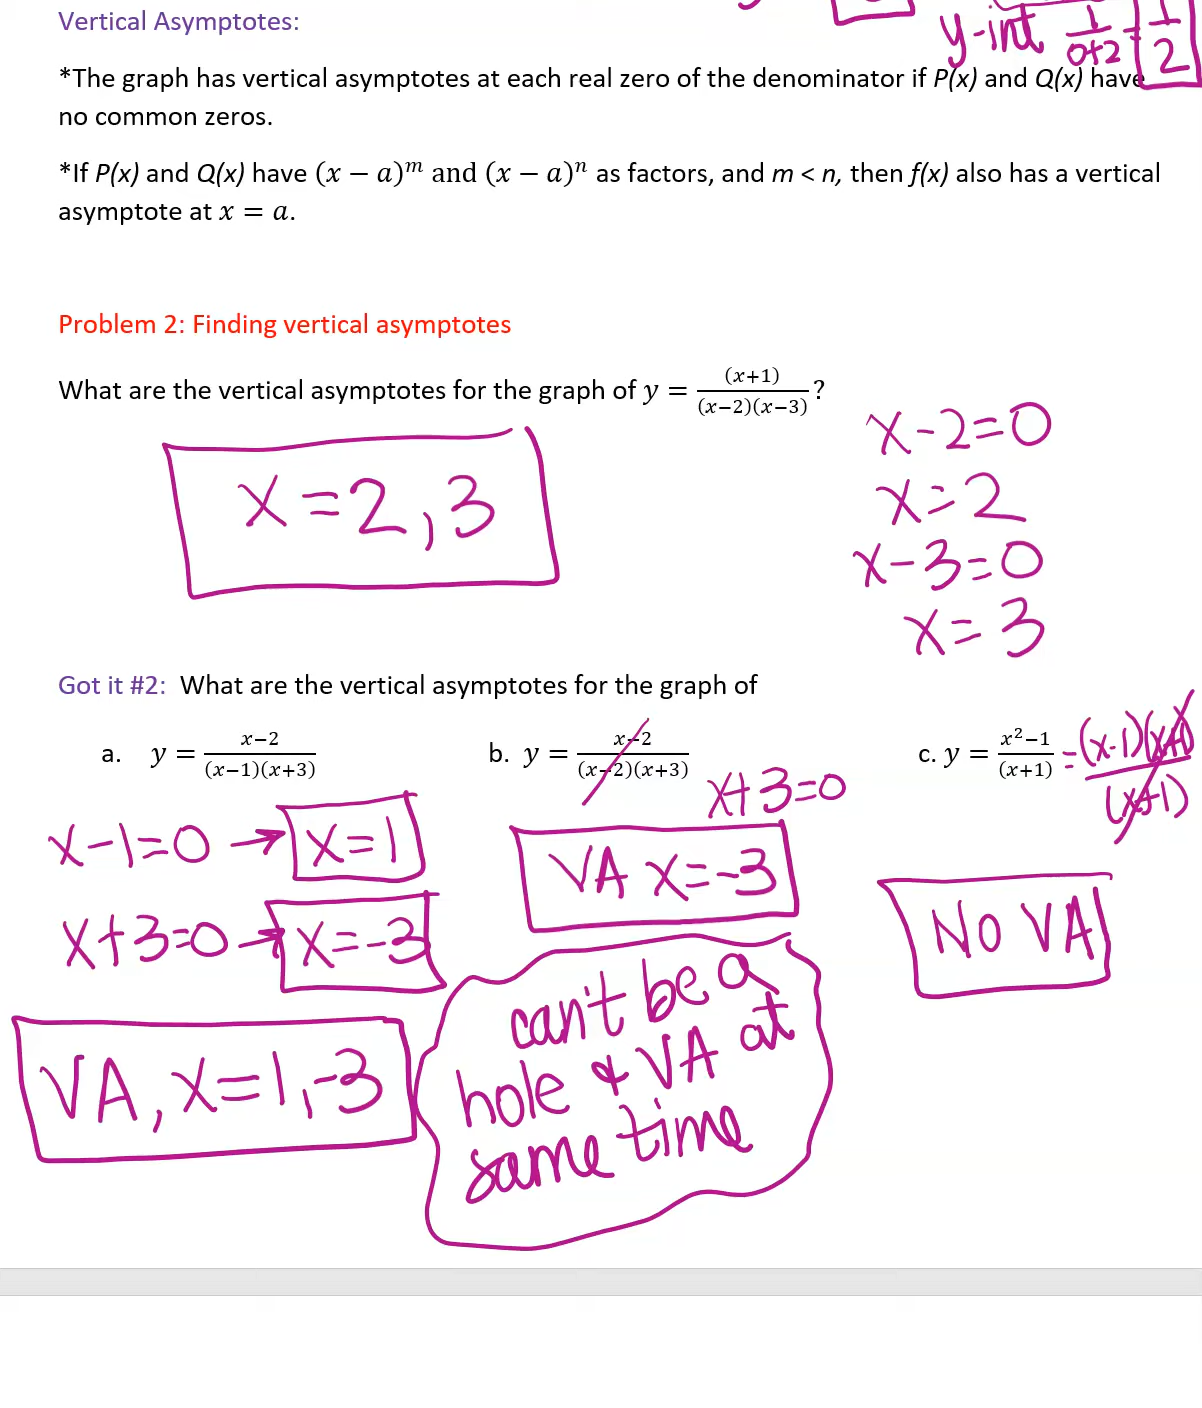 Vertical Asymptotes:
y-int 1/(0+2) = 1/2
*The graph has vertical asymptotes at each real zero of the denominator if P(x) and Q(x) have
no common zeros.
*If P(x) and Q(x) have (x − a)^m and (x − a)^n as factors, and m < n, then f(x) also has a vertical
asymptote at x = a.
Problem 2: Finding vertical asymptotes
What are the vertical asymptotes for the graph of y = (x+1)/((x−2)(x−3))?
x-2=0
x=2
x-3=0
x=3
x=2,3
Got it #2: What are the vertical asymptotes for the graph of
a. y = (x−2)/((x−1)(x+3))
x-1=0 → x=1
x+3=0 → x=-3
VA, x=1,-3
b. y = (x−2)/((x−2)(x+3))
x+3=0
VA x=-3
can't be a
hole & VA at
same time
c. y = (x²−1)/(x+1) = (x-1)(x+1)/(x+1)
NO VA